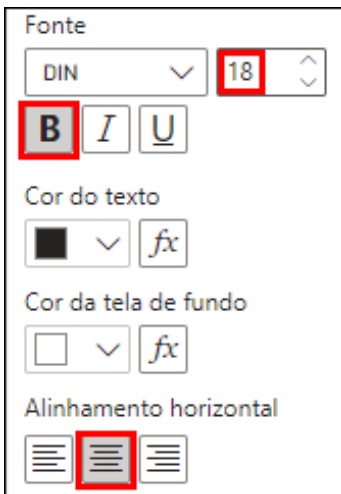 Fonte
DIN 18
B I U
Cor do texto
fx
Cor da tela de fundo
fx
Alinhamento horizontal